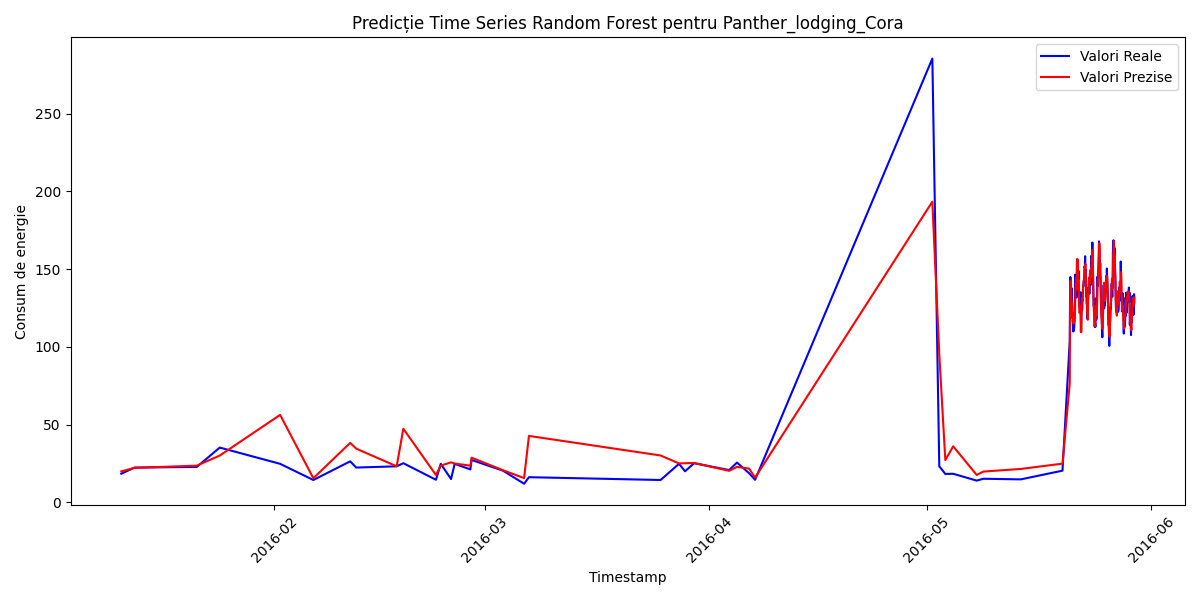 Predicție Time Series Random Forest pentru Panther_lodging_Cora
Valori Reale
Valori Prezise
Consum de energie
250
200
150
100
50
0
2016-02
2016-03
2016-04
2016-05
2016-06
Timestamp